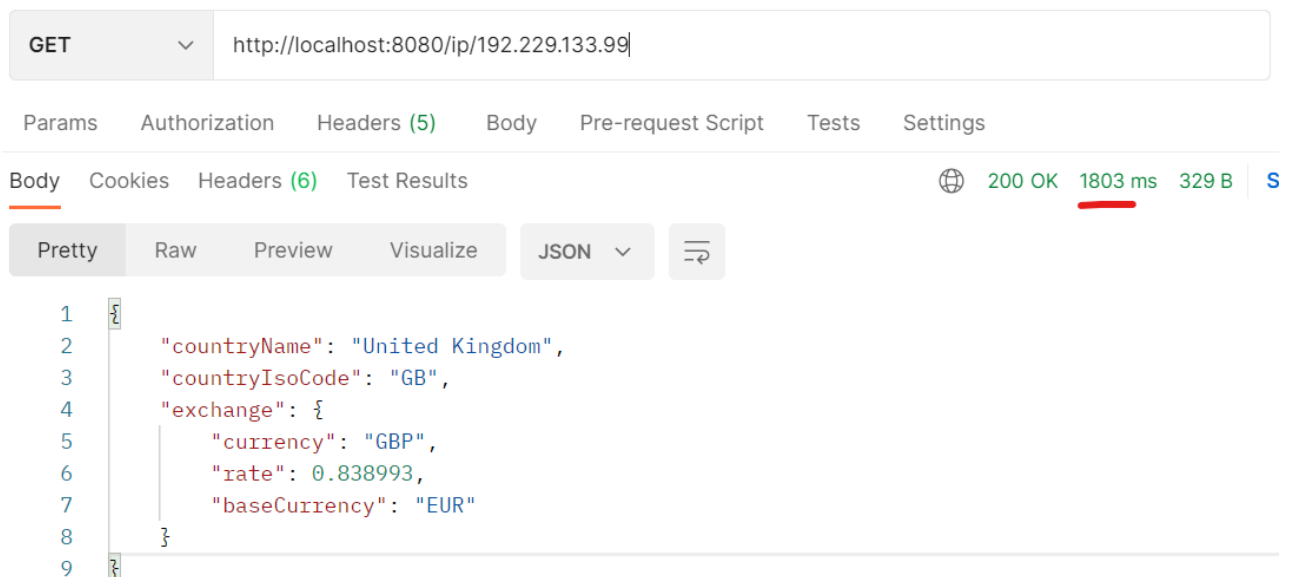 GET http://localhost:8080/ip/192.229.133.99
Params Authorization Headers (5) Body Pre-request Script Tests Settings
Body Cookies Headers (6) Test Results 200 OK 1803 ms 329 B S
Pretty Raw Preview Visualize JSON
1 {
2 "countryName": "United Kingdom",
3 "countryIsoCode": "GB",
4 "exchange": {
5 "currency": "GBP",
6 "rate": 0.838993,
7 "baseCurrency": "EUR"
8 }
9 }